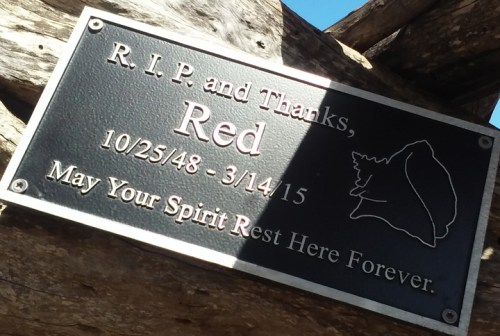 R. I. P. and Thanks,
Red
10/25/48 - 3/14/15
May Your Spirit Rest Here Forever.